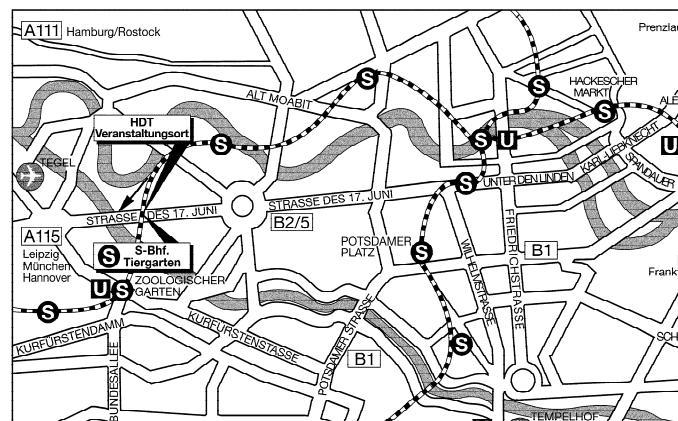 A111 Hamburg/Rostock
Prenzlau
HACKESCHER
MARKT
ALT MOABIT
S
S
S
S
HDT
Veranstaltungsort
S
S U
U
TEGEL
KARL-LIEBKNECHT
SPANDAUER
S
UNTER DEN LINDEN
STRASSE DES 17. JUNI
STRASSE DES 17. JUNI
B2/5
A115
Leipzig
München
Hannover
S S-Bhf.
Tiergarten
POTSDAMER
PLATZ
S
B1
WILHELMSTRASSE
FRIEDRICHSTRASSE
U S ZOOLOGISCHER
GARTEN
S
KURFÜRSTENDAMM
KURFÜRSTENSTASSE
POTSDAMER STRASSE
BUNDESALLEE
B1
S
TEMPELHOF